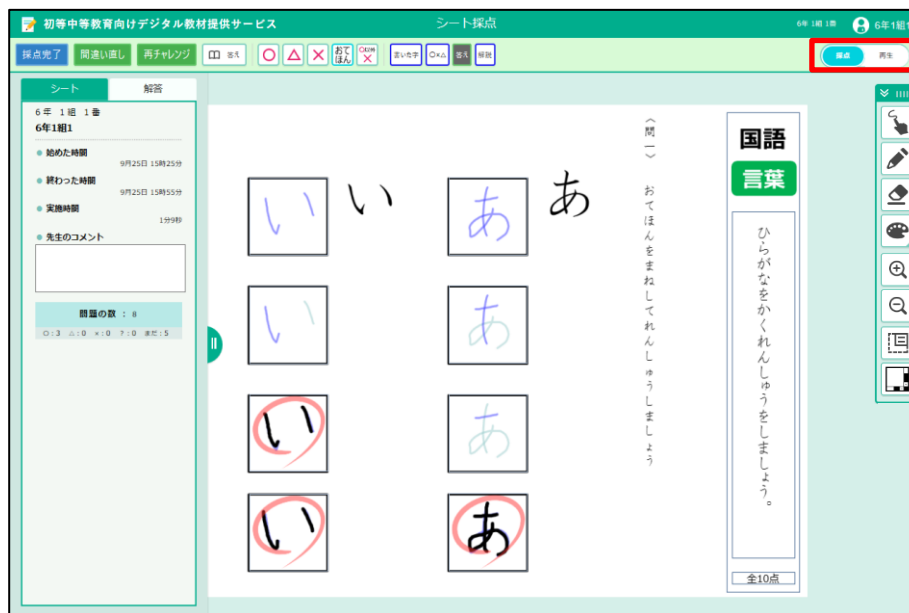 初等中等教育向けデジタル教材提供サービス
シート採点
6年 1組 1番
6年1組1
採点完了
間違い直し
再チャレンジ
答え
おてほん
書いた字
○×△
答え
解説
採点
再生
シート
解答
6年 1組 1番
6年1組1
始めた時間
9月25日 15時25分
終わった時間
9月25日 15時55分
実施時間
1分9秒
先生のコメント
問題の数 : 8
○:3 △:0 ×:0 ?:0 まだ:5
国語
言葉
ひらがなをかくれんしゅうをしましょう。
全10点
〈問一〉 おてほんをまねしてれんしゅうしましょう
あ
あ
あ
あ
あ
い
い
い
い
い